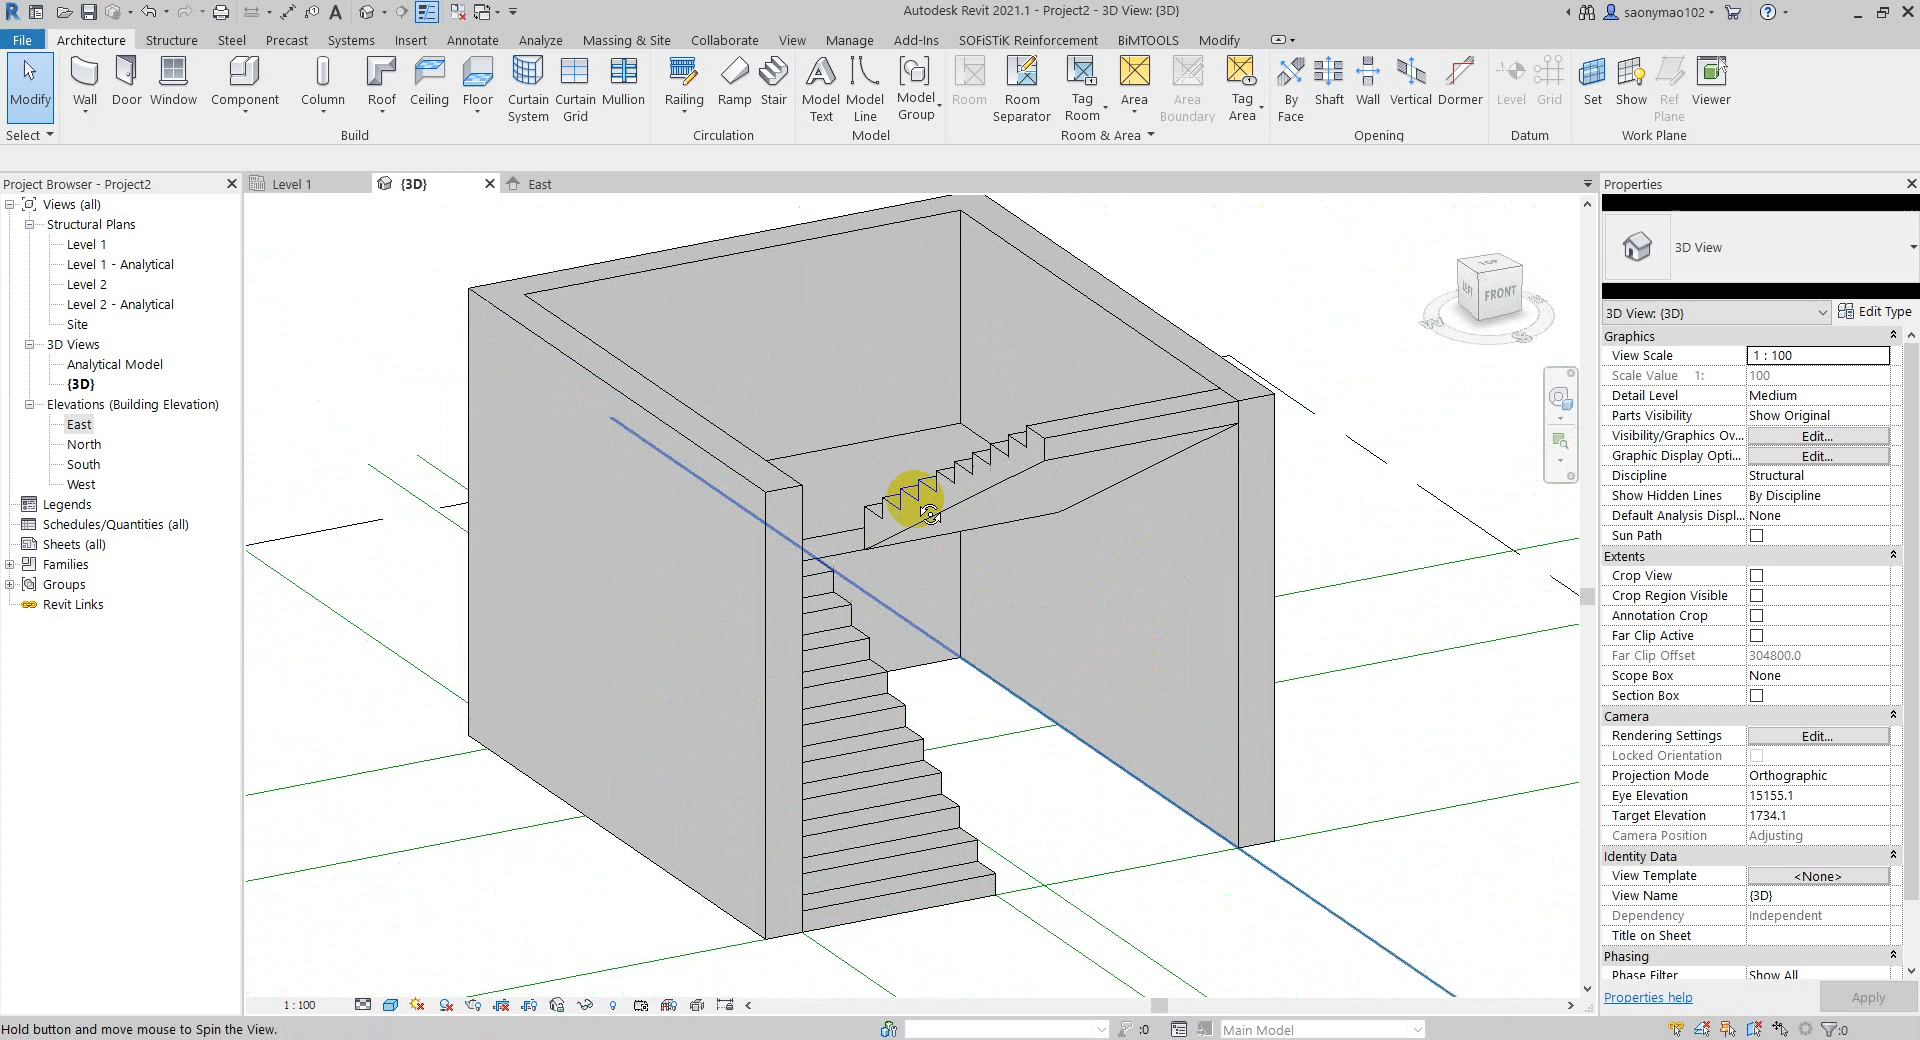 Autodesk Revit 2021.1 - Project2 - 3D View: {3D}
saonymao102
File Architecture Structure Steel Precast Systems Insert Annotate Analyze Massing & Site Collaborate View Manage Add-Ins SOFiSTiK Reinforcement BiMTOOLS Modify
Modify Wall Door Window Component Column Roof Ceiling Floor Curtain System Curtain Grid Mullion Railing Ramp Stair Model Text Model Line Model Group Room Room Separator Tag Room Area Area Boundary Tag Area By Face Shaft Wall Vertical Dormer Level Grid Set Show Ref Plane Viewer
Select Build Circulation Model Room & Area Opening Datum Work Plane
Project Browser - Project2
Level 1 {3D} East
Properties
Views (all)
Structural Plans
Level 1
Level 1 - Analytical
Level 2
Level 2 - Analytical
Site
3D Views
Analytical Model
{3D}
Elevations (Building Elevation)
East
North
South
West
Legends
Schedules/Quantities (all)
Sheets (all)
Families
Groups
Revit Links
TOP
LEFT
FRONT
W
3D View
3D View: {3D} Edit Type
Graphics
View Scale 1 : 100
Scale Value 1: 100
Detail Level Medium
Parts Visibility Show Original
Visibility/Graphics Ov... Edit...
Graphic Display Opti... Edit...
Discipline Structural
Show Hidden Lines By Discipline
Default Analysis Displ... None
Sun Path
Extents
Crop View
Crop Region Visible
Annotation Crop
Far Clip Active
Far Clip Offset 304800.0
Scope Box None
Section Box
Camera
Rendering Settings Edit...
Locked Orientation
Projection Mode Orthographic
Eye Elevation 15155.1
Target Elevation 1734.1
Camera Position Adjusting
Identity Data
View Template <None>
View Name {3D}
Dependency Independent
Title on Sheet
Phasing
Phase Filter Show All
Properties help Apply
1 : 100
Hold button and move mouse to Spin the View.
:0
Main Model
:0